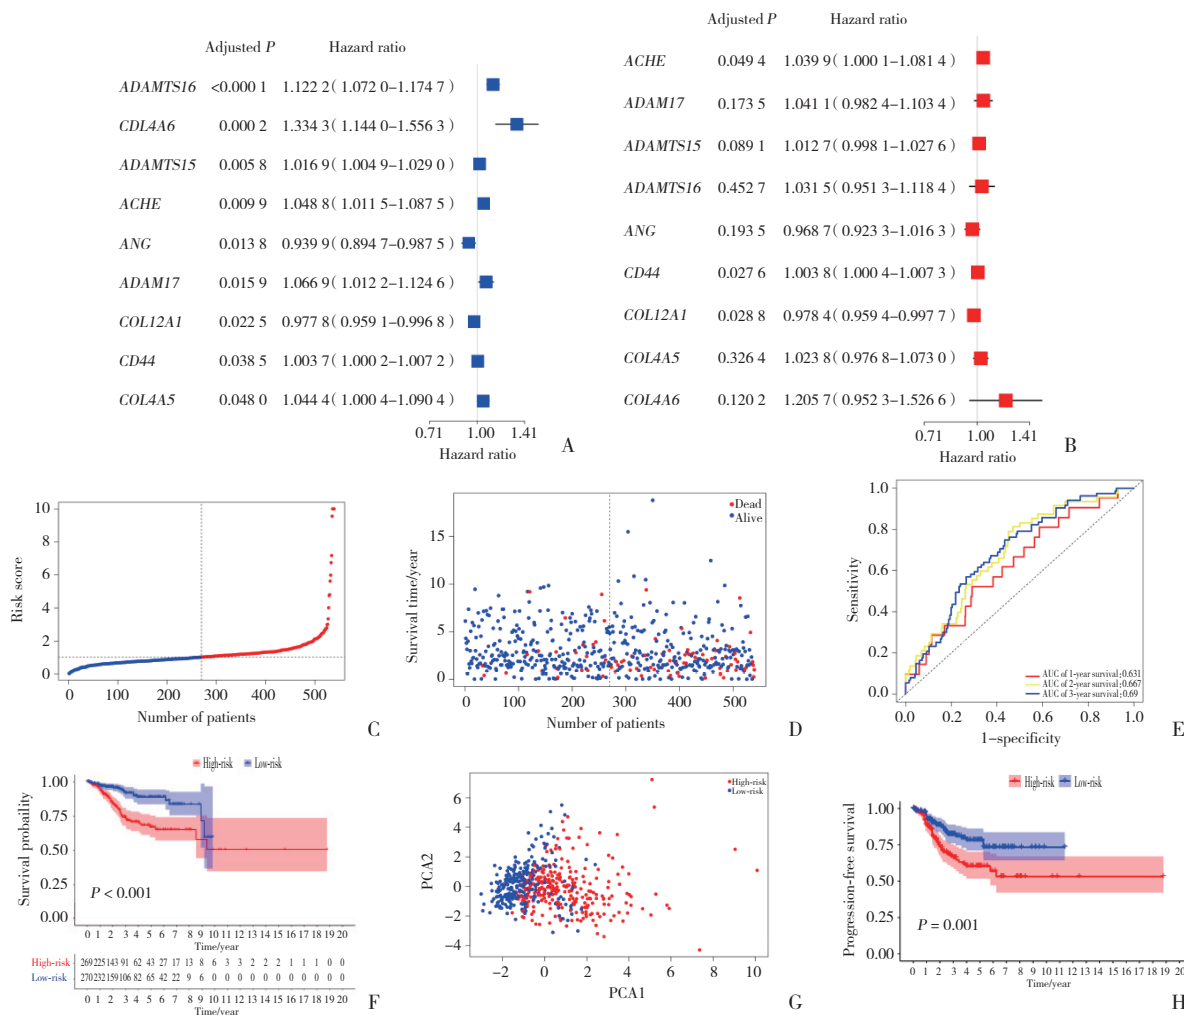 Adjusted P Hazard ratio
ADAMTS16 <0.000 1 1.122 2(1.072 0-1.174 7)
CDL4A6 0.000 2 1.334 3(1.144 0-1.556 3)
ADAMTS15 0.005 8 1.016 9(1.004 9-1.029 0)
ACHE 0.009 9 1.048 8(1.011 5-1.087 5)
ANG 0.013 8 0.939 9(0.894 7-0.987 5)
ADAM17 0.015 9 1.066 9(1.012 2-1.124 6)
COL12A1 0.022 5 0.977 8(0.959 1-0.996 8)
CD44 0.038 5 1.003 7(1.000 2-1.007 2)
COL4A5 0.048 0 1.044 4(1.000 4-1.090 4)
0.71 1.00 1.41
Hazard ratio
A
Adjusted P Hazard ratio
ACHE 0.049 4 1.039 9(1.000 1-1.081 4)
ADAM17 0.173 5 1.041 1(0.982 4-1.103 4)
ADAMTS15 0.089 1 1.012 7(0.998 1-1.027 6)
ADAMTS16 0.452 7 1.031 5(0.951 3-1.118 4)
ANG 0.193 5 0.968 7(0.923 3-1.016 3)
CD44 0.027 6 1.003 8(1.000 4-1.007 3)
COL12A1 0.028 8 0.978 4(0.959 4-0.997 7)
COL4A5 0.326 4 1.023 8(0.976 8-1.073 0)
COL4A6 0.120 2 1.205 7(0.952 3-1.526 6)
0.71 1.00 1.41
Hazard ratio
B
Risk score
10
8
6
4
2
0
0 100 200 300 400 500
Number of patients
C
Survival time/year
Dead
Alive
15
10
5
0
0 100 200 300 400 500
Number of patients
D
Sensitivity
1.0
0.8
0.6
0.4
0.2
0.0
AUC of 1-year survival:0.631
AUC of 2-year survival:0.667
AUC of 3-year survival:0.69
0.0 0.2 0.4 0.6 0.8 1.0
1-specificity
E
High-risk Low-risk
Survival probaility
1.00
0.75
0.50
0.25
0.00
P < 0.001
0 1 2 3 4 5 6 7 8 9 10 11 12 13 14 15 16 17 18 19 20
Time/year
High-risk 269 225 143 91 62 43 27 17 13 8 6 3 3 2 2 2 1 1 1 0 0
Low-risk 270 232 159 106 82 65 42 22 9 6 0 0 0 0 0 0 0 0 0 0 0
0 1 2 3 4 5 6 7 8 9 10 11 12 13 14 15 16 17 18 19 20
Time/year
F
PCA2
High-risk
Low-risk
6
4
2
0
−2
−4
−2 0 2 4 6 8 10
PCA1
G
High-risk Low-risk
Progression-free survival
1.00
0.75
0.50
0.25
0.00
P = 0.001
0 1 2 3 4 5 6 7 8 9 10 11 12 13 14 15 16 17 18 19 20
Time/year
H